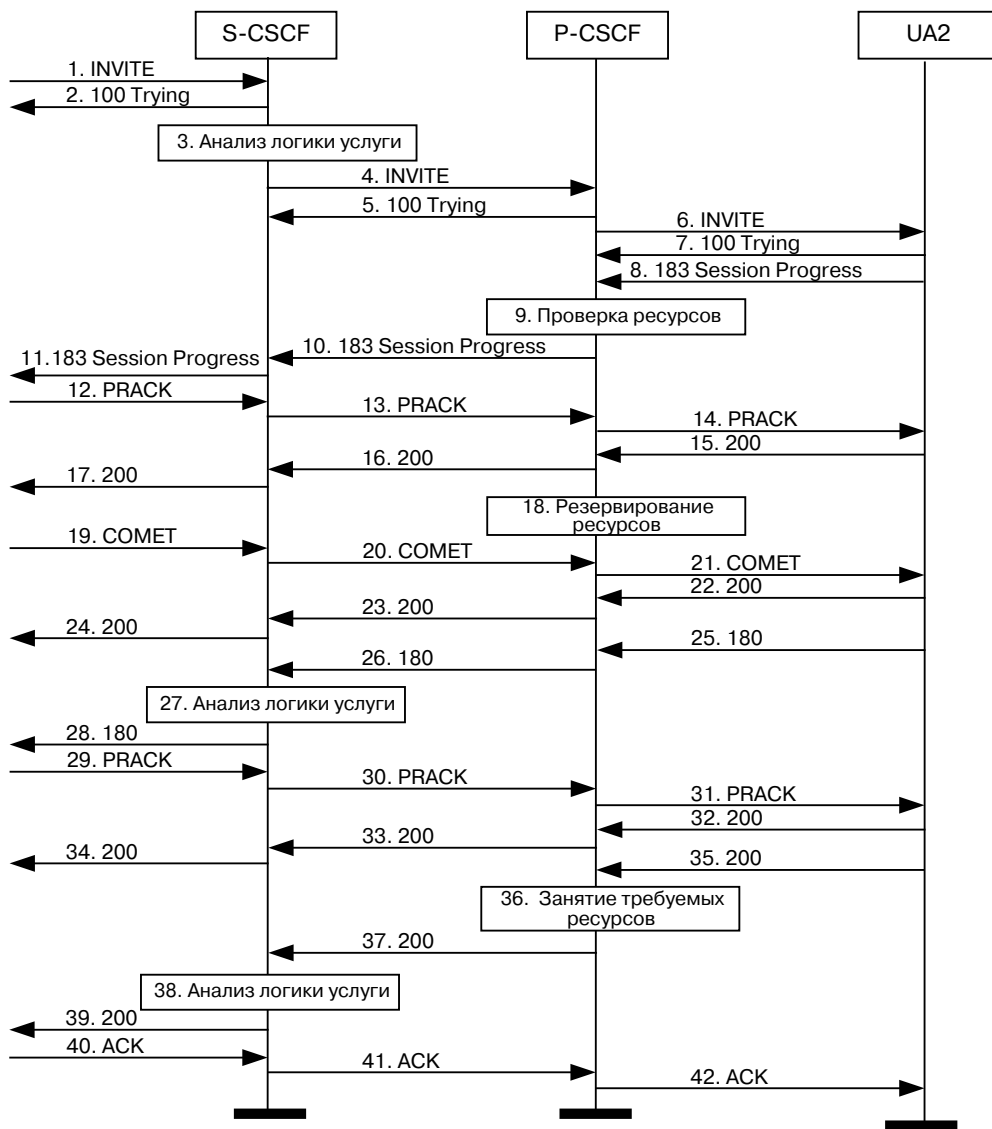 S-CSCF
P-CSCF
UA2
1. INVITE
2. 100 Trying
3. Анализ логики услуги
4. INVITE
5. 100 Trying
6. INVITE
7. 100 Trying
8. 183 Session Progress
9. Проверка ресурсов
10. 183 Session Progress
11.183 Session Progress
12. PRACK
13. PRACK
14. PRACK
15. 200
16. 200
17. 200
18. Резервирование
ресурсов
19. COMET
20. COMET
21. COMET
22. 200
23. 200
24. 200
25. 180
26. 180
27. Анализ логики услуги
28. 180
29. PRACK
30. PRACK
31. PRACK
32. 200
33. 200
34. 200
35. 200
36. Занятие требуемых
ресурсов
37. 200
38. Анализ логики услуги
39. 200
40. ACK
41. ACK
42. ACK